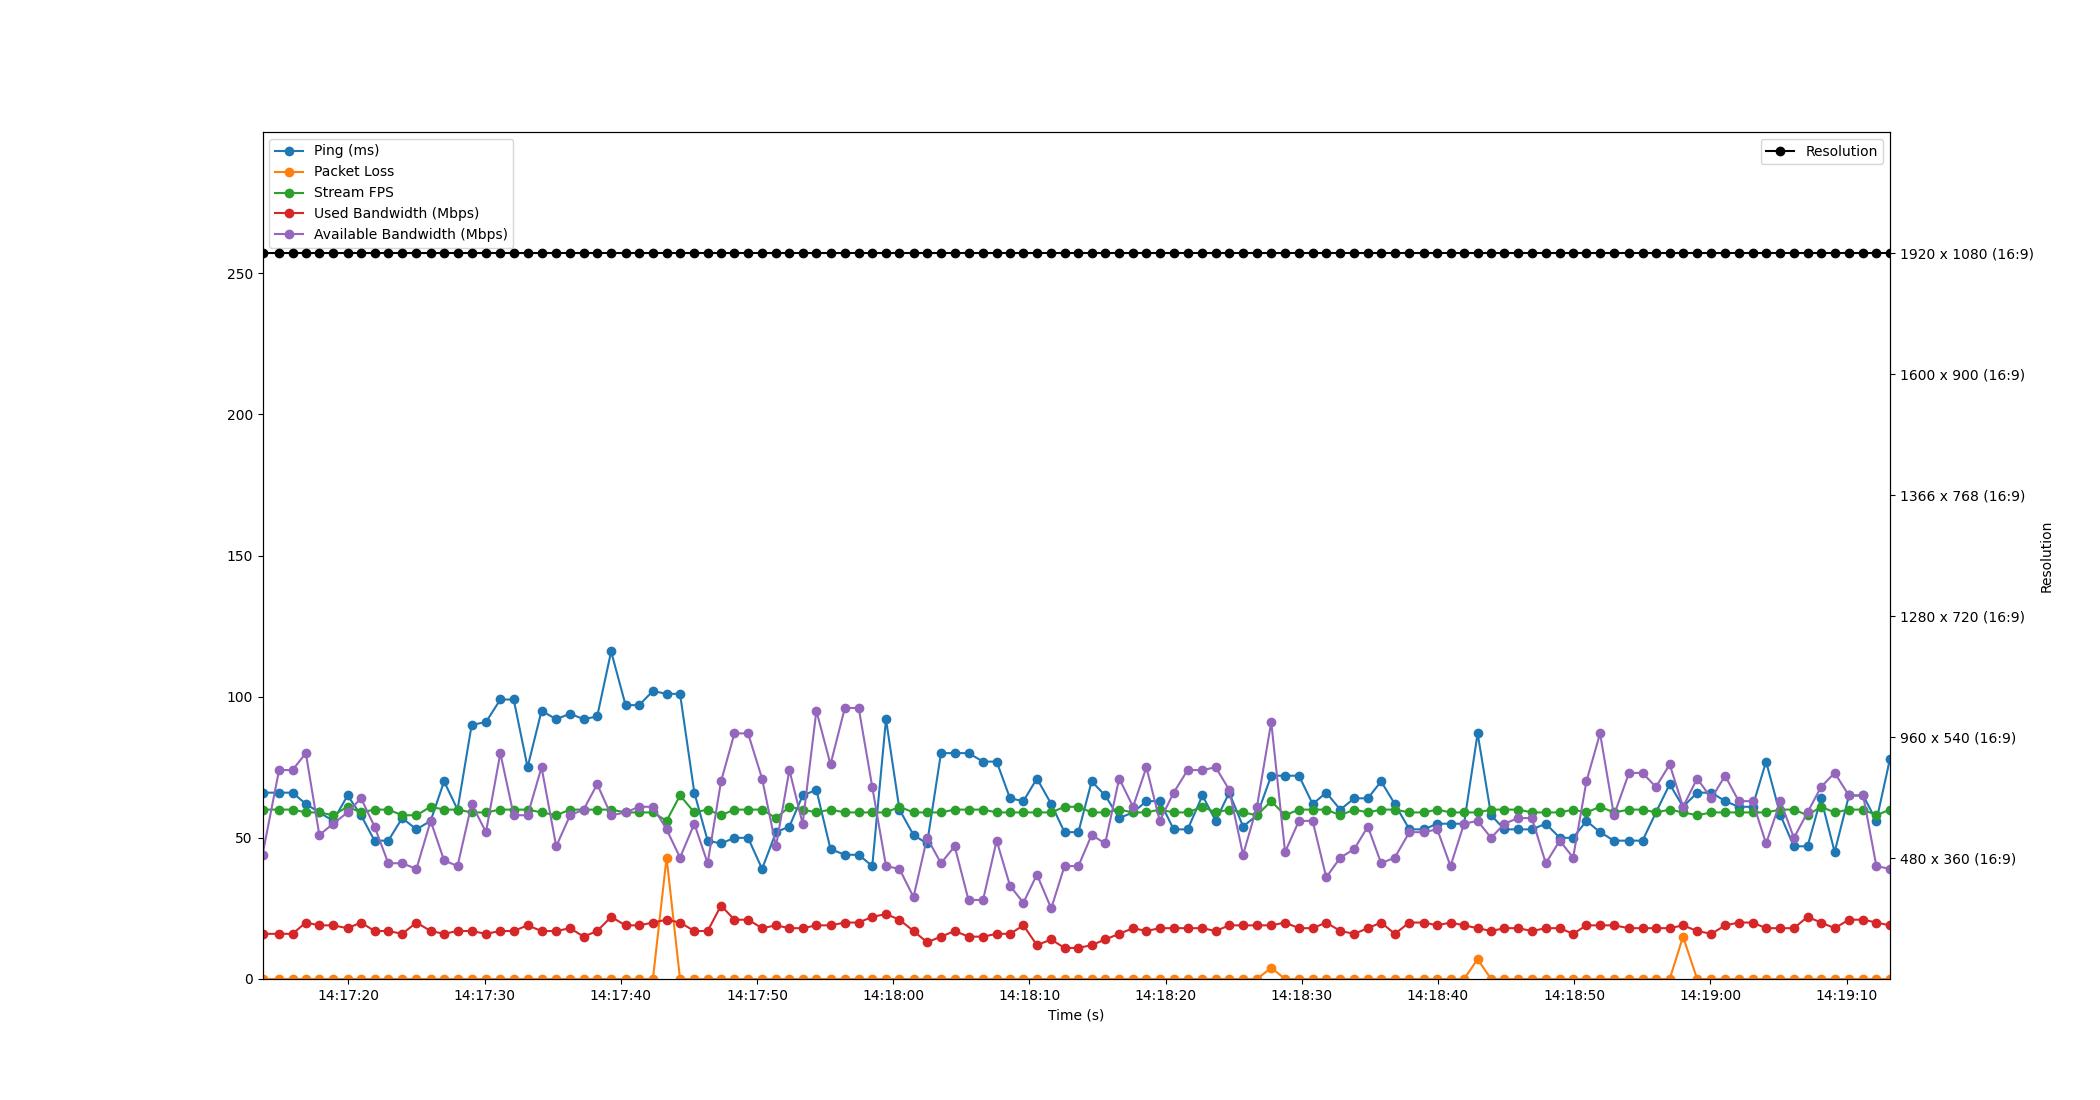 Ping (ms)
Packet Loss
Stream FPS
Used Bandwidth (Mbps)
Available Bandwidth (Mbps)
Resolution
250
200
150
100
50
0
1920 x 1080 (16:9)
1600 x 900 (16:9)
1366 x 768 (16:9)
1280 x 720 (16:9)
960 x 540 (16:9)
480 x 360 (16:9)
Resolution
14:17:20 14:17:30 14:17:40 14:17:50 14:18:00 14:18:10 14:18:20 14:18:30 14:18:40 14:18:50 14:19:00 14:19:10
Time (s)